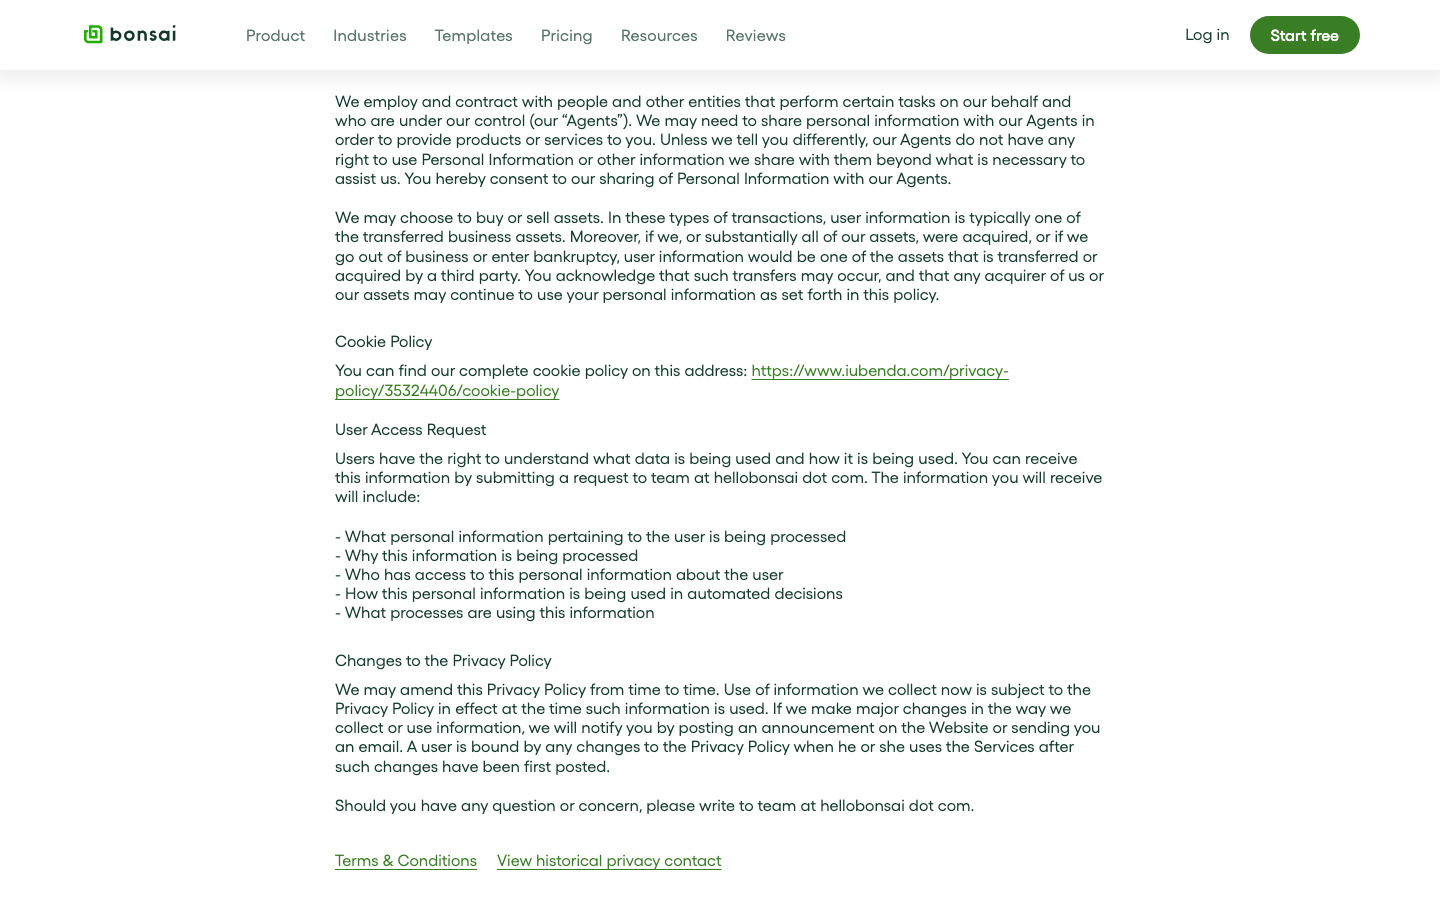 bonsai
Product
Industries
Templates
Pricing
Resources
Reviews
Log in
Start free
We employ and contract with people and other entities that perform certain tasks on our behalf and
who are under our control (our “Agents”). We may need to share personal information with our Agents in
order to provide products or services to you. Unless we tell you differently, our Agents do not have any
right to use Personal Information or other information we share with them beyond what is necessary to
assist us. You hereby consent to our sharing of Personal Information with our Agents.
We may choose to buy or sell assets. In these types of transactions, user information is typically one of
the transferred business assets. Moreover, if we, or substantially all of our assets, were acquired, or if we
go out of business or enter bankruptcy, user information would be one of the assets that is transferred or
acquired by a third party. You acknowledge that such transfers may occur, and that any acquirer of us or
our assets may continue to use your personal information as set forth in this policy.
Cookie Policy
You can find our complete cookie policy on this address: https://www.iubenda.com/privacy-
policy/35324406/cookie-policy
User Access Request
Users have the right to understand what data is being used and how it is being used. You can receive
this information by submitting a request to team at hellobonsai dot com. The information you will receive
will include:
- What personal information pertaining to the user is being processed
- Why this information is being processed
- Who has access to this personal information about the user
- How this personal information is being used in automated decisions
- What processes are using this information
Changes to the Privacy Policy
We may amend this Privacy Policy from time to time. Use of information we collect now is subject to the
Privacy Policy in effect at the time such information is used. If we make major changes in the way we
collect or use information, we will notify you by posting an announcement on the Website or sending you
an email. A user is bound by any changes to the Privacy Policy when he or she uses the Services after
such changes have been first posted.
Should you have any question or concern, please write to team at hellobonsai dot com.
Terms & Conditions
View historical privacy contact